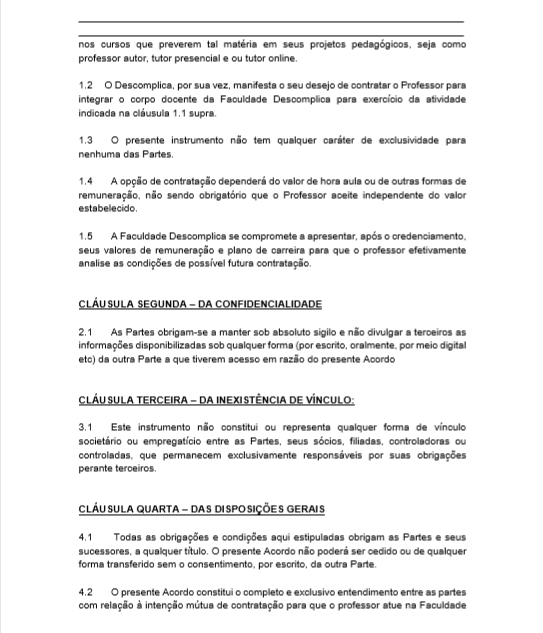 nos cursos que preverem tal matéria em seus projetos pedagógicos, seja como
professor autor, tutor presencial e ou tutor online.
1.2 O Descomplica, por sua vez, manifesta o seu desejo de contratar o Professor para
integrar o corpo docente da Faculdade Descomplica para exercício da atividade
indicada na cláusula 1.1 supra.
1.3 O presente instrumento não tem qualquer caráter de exclusividade para
nenhuma das Partes.
1.4 A opção de contratação dependerá do valor de hora aula ou de outras formas de
remuneração, não sendo obrigatório que o Professor aceite independente do valor
estabelecido.
1.5 A Faculdade Descomplica se compromete a apresentar, após o credenciamento,
seus valores de remuneração e plano de carreira para que o professor efetivamente
analise as condições de possível futura contratação.
CLÁUSULA SEGUNDA – DA CONFIDENCIALIDADE
2.1 As Partes obrigam-se a manter sob absoluto sigilo e não divulgar a terceiros as
informações disponibilizadas sob qualquer forma (por escrito, oralmente, por meio digital
etc) da outra Parte a que tiverem acesso em razão do presente Acordo
CLÁUSULA TERCEIRA – DA INEXISTÊNCIA DE VÍNCULO:
3.1 Este instrumento não constitui ou representa qualquer forma de vínculo
societário ou empregatício entre as Partes, seus sócios, filiadas, controladoras ou
controladas, que permanecem exclusivamente responsáveis por suas obrigações
perante terceiros.
CLÁUSULA QUARTA – DAS DISPOSIÇÕES GERAIS
4.1 Todas as obrigações e condições aqui estipuladas obrigam as Partes e seus
sucessores, a qualquer título. O presente Acordo não poderá ser cedido ou de qualquer
forma transferido sem o consentimento, por escrito, da outra Parte.
4.2 O presente Acordo constitui o completo e exclusivo entendimento entre as partes
com relação à intenção mútua de contratação para que o professor atue na Faculdade